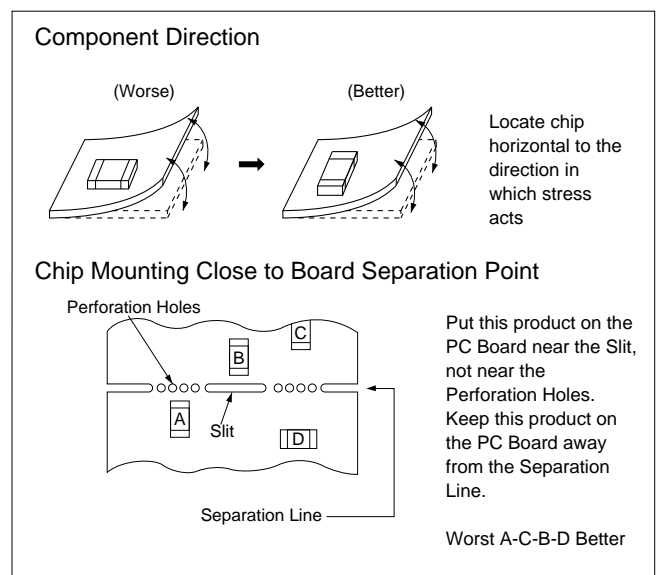 Component Direction
(Worse)
(Better)
Locate chip
horizontal to the
direction in
which stress
acts
Chip Mounting Close to Board Separation Point
Perforation Holes
C
B
A
Slit
D
Separation Line
Put this product on the
PC Board near the Slit,
not near the
Perforation Holes.
Keep this product on
the PC Board away
from the Separation
Line.
Worst A-C-B-D Better